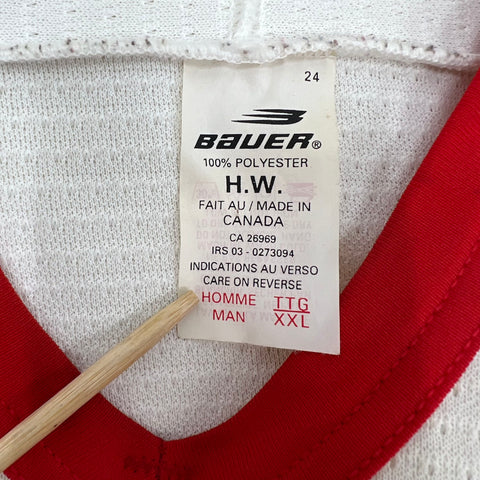 24
BAUER®
100% POLYESTER
H.W.
FAIT AU / MADE IN
CANADA
CA 26969
IRS 03 - 0273094
INDICATIONS AU VERSO
CARE ON REVERSE
HOMME TTG
MAN XXL